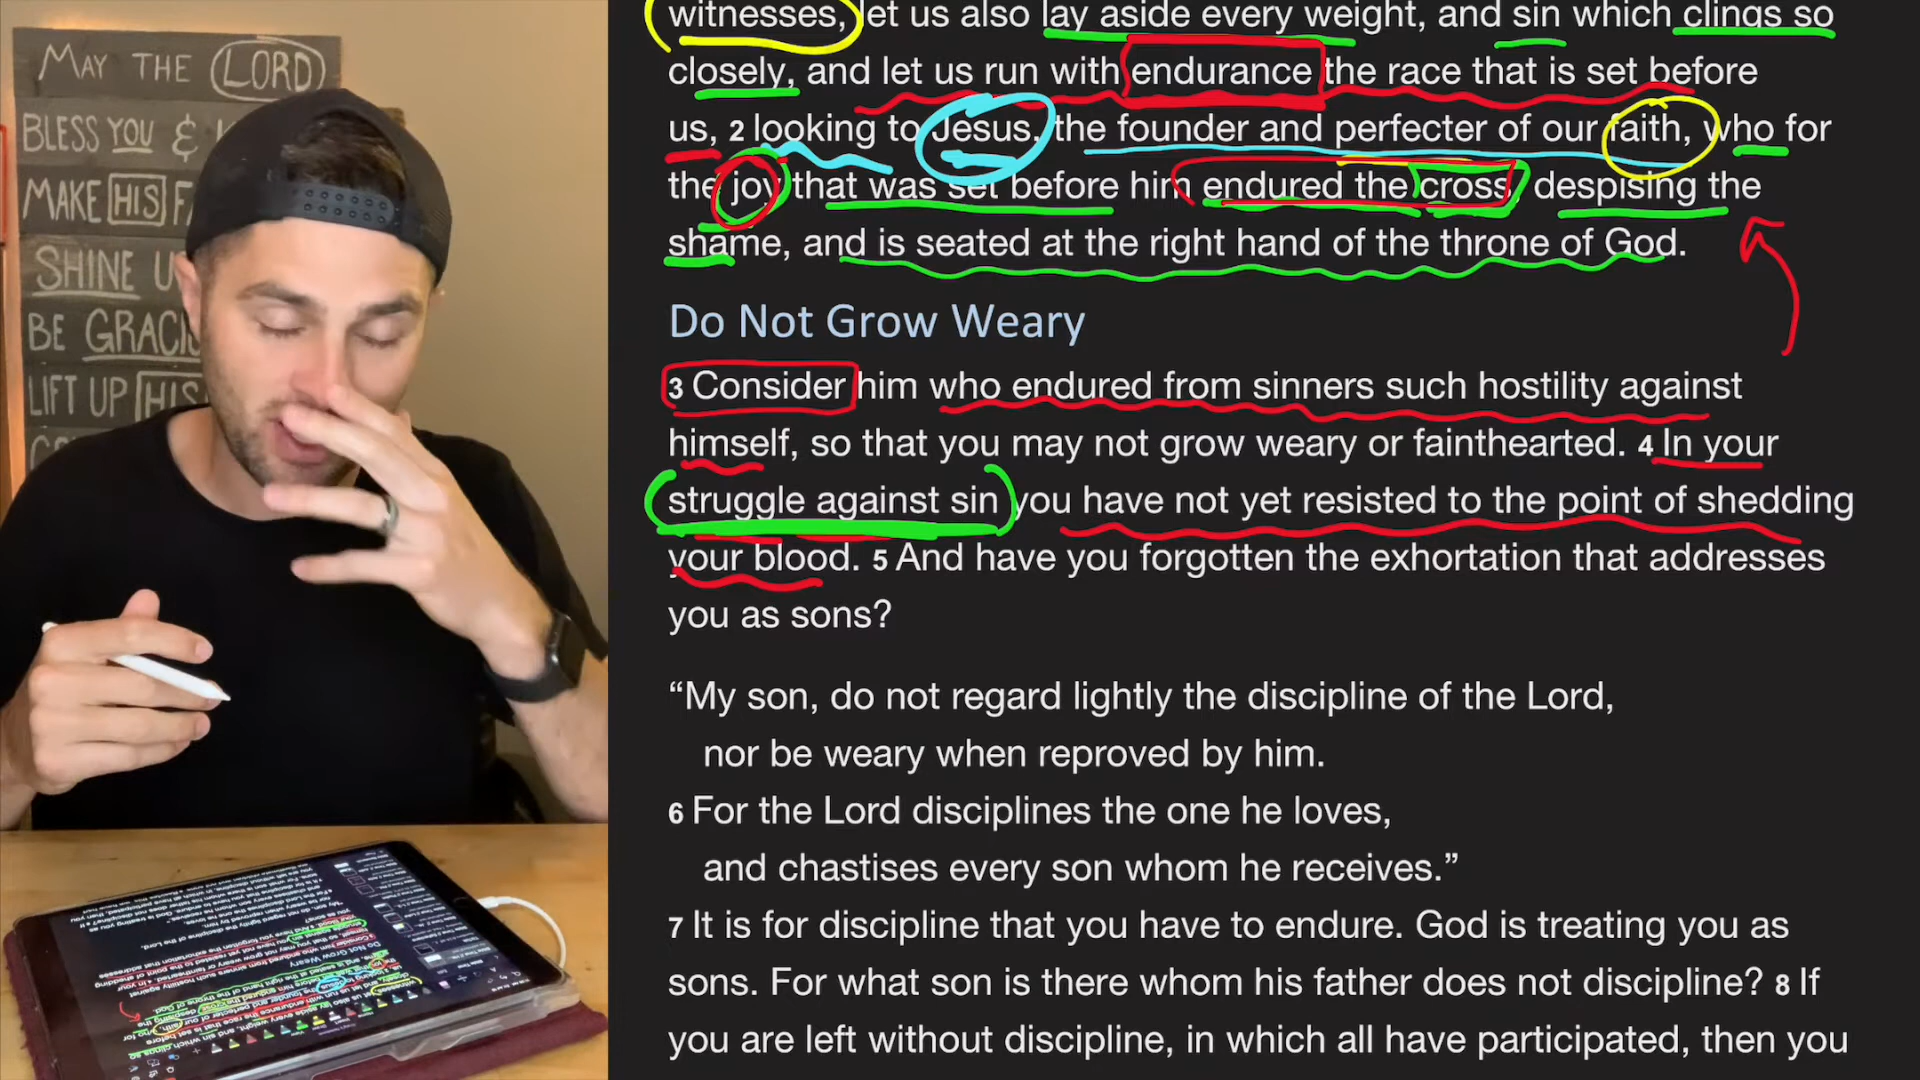 MAY THE LORD
BLESS YOU &
MAKE HIS
SHINE
BE
LIFT UP HIS
witnesses, let us also lay aside every weight, and sin which clings so
closely, and let us run with endurance the race that is set before
us, 2 looking to Jesus, the founder and perfecter of our faith, who for
the joy that was set before him endured the cross, despising the
shame, and is seated at the right hand of the throne of God.
Do Not Grow Weary
3 Consider him who endured from sinners such hostility against
himself, so that you may not grow weary or fainthearted. 4 In your
struggle against sin you have not yet resisted to the point of shedding
your blood. 5 And have you forgotten the exhortation that addresses
you as sons?
“My son, do not regard lightly the discipline of the Lord,
nor be weary when reproved by him.
6 For the Lord disciplines the one he loves,
and chastises every son whom he receives.”
7 It is for discipline that you have to endure. God is treating you as
sons. For what son is there whom his father does not discipline? 8 If
you are left without discipline, in which all have participated, then you